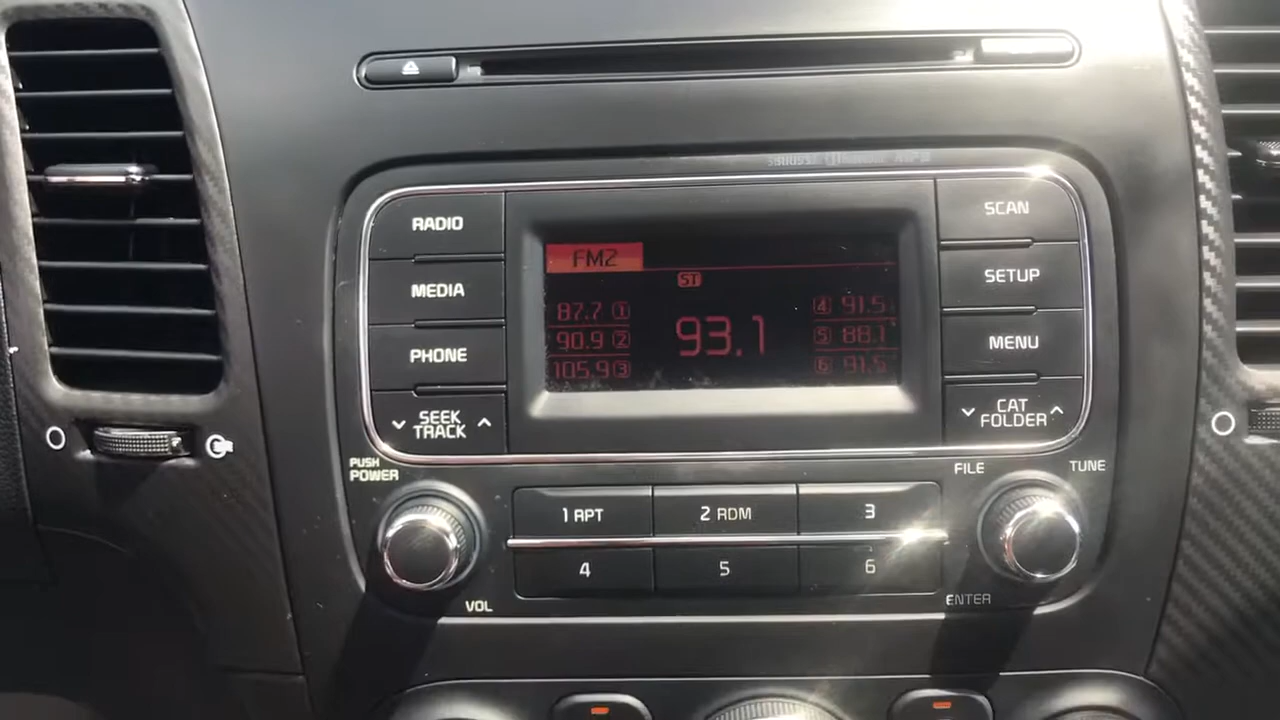 RADIO
MEDIA
PHONE
SEEK
TRACK
PUSH
POWER
VOL
FM2
ST
87.7 1
90.9 2
105.9 3
93.1
4 91.5
5 88.1
6 91.5
SCAN
SETUP
MENU
CAT
FOLDER
FILE
TUNE
1 RPT
2 RDM
3
4
5
6
ENTER